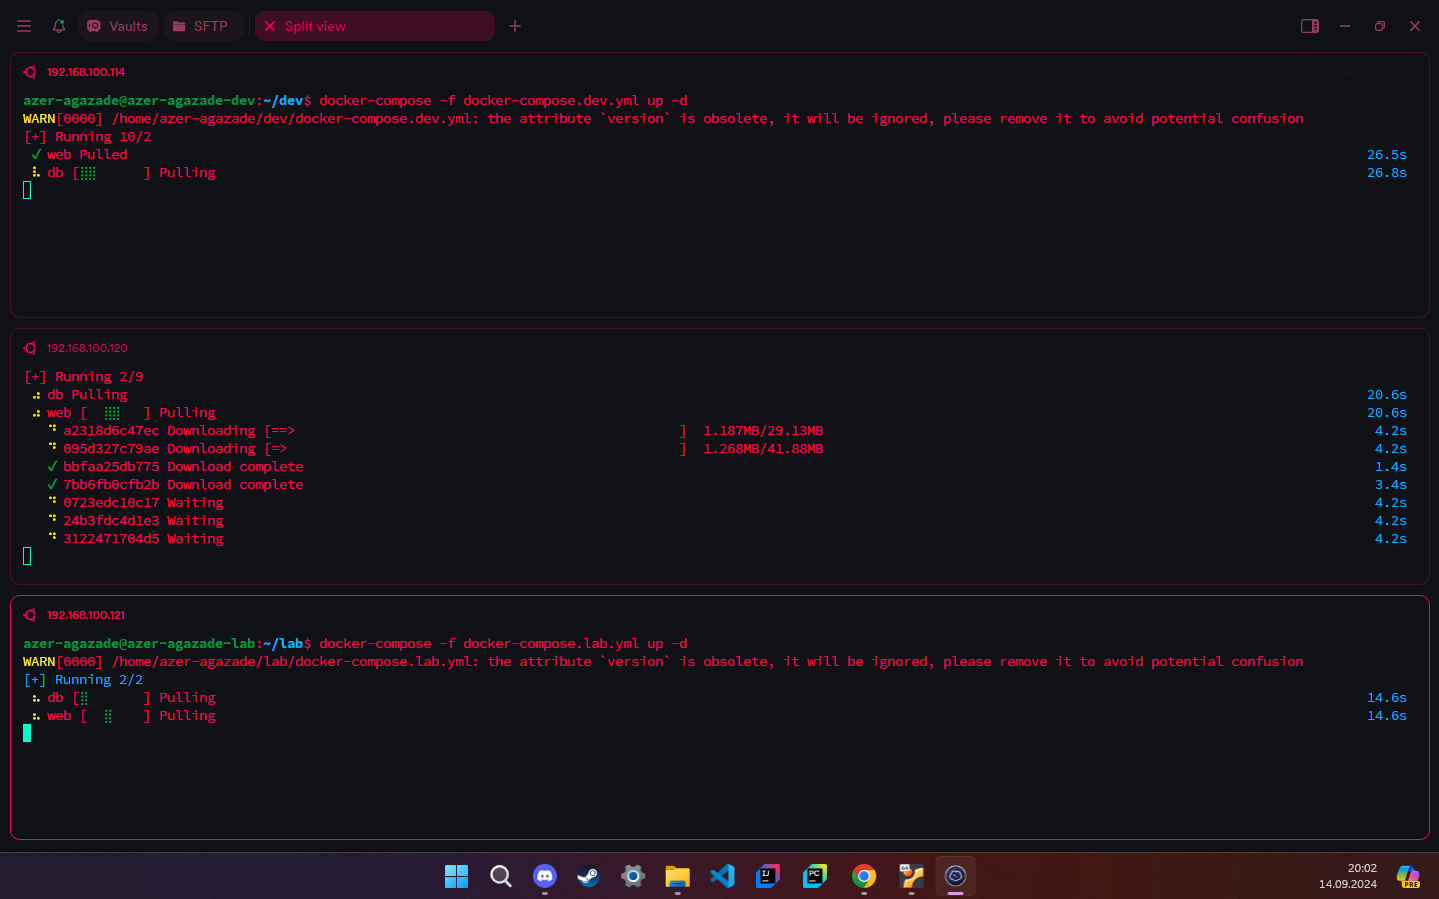 Vaults
SFTP
Split view
192.168.100.114
azer-agazade@azer-agazade-dev:~/dev$ docker-compose -f docker-compose.dev.yml up -d
WARN[0000] /home/azer-agazade/dev/docker-compose.dev.yml: the attribute `version` is obsolete, it will be ignored, please remove it to avoid potential confusion
[+] Running 10/2
✓ web Pulled 26.5s
⠧ db [⣿⣿      ] Pulling 26.8s
192.168.100.120
[+] Running 2/9
⠴ db Pulling 20.6s
⠴ web [  ⣿⣿   ] Pulling 20.6s
⠙ a2318d6c47ec Downloading [==>                                                ]  1.187MB/29.13MB 4.2s
⠙ 095d327c79ae Downloading [=>                                                 ]  1.268MB/41.88MB 4.2s
✓ bbfaa25db775 Download complete 1.4s
✓ 7bb6fb0cfb2b Download complete 3.4s
⠙ 0723edc10c17 Waiting 4.2s
⠙ 24b3fdc4d1e3 Waiting 4.2s
⠙ 3122471704d5 Waiting 4.2s
192.168.100.121
azer-agazade@azer-agazade-lab:~/lab$ docker-compose -f docker-compose.lab.yml up -d
WARN[0000] /home/azer-agazade/lab/docker-compose.lab.yml: the attribute `version` is obsolete, it will be ignored, please remove it to avoid potential confusion
[+] Running 2/2
⠦ db [⣿       ] Pulling 14.6s
⠦ web [  ⣿    ] Pulling 14.6s
IJ
PC
64
20:02
14.09.2024
PRE